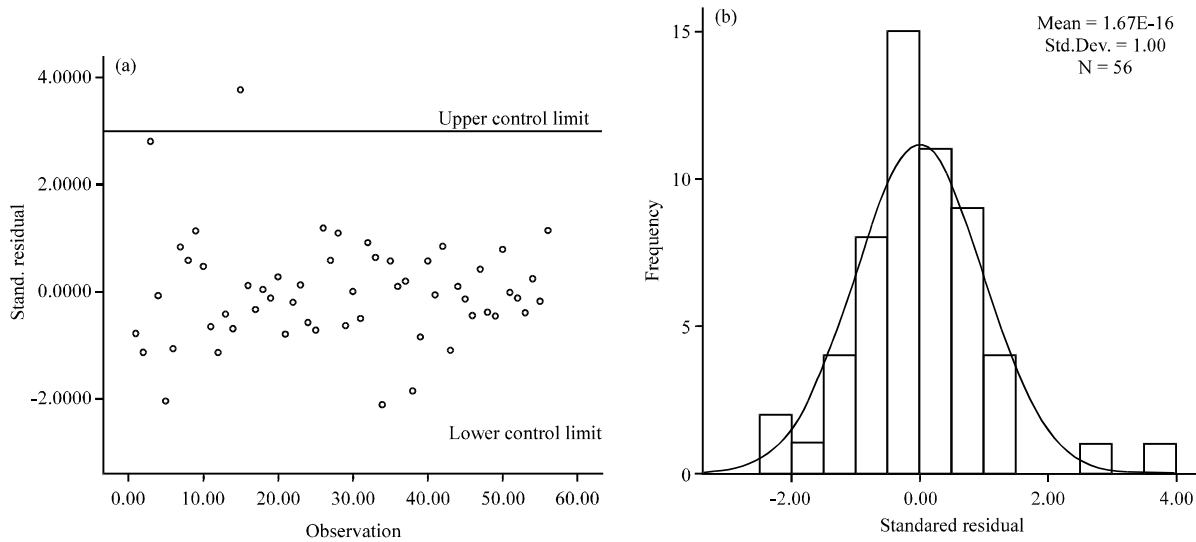 (a)
4.0000
2.0000
0.0000
-2.0000
Stand. residual
Upper control limit
Lower control limit
0.00 10.00 20.00 30.00 40.00 50.00 60.00
Observation
(b)
Mean = 1.67E-16
Std.Dev. = 1.00
N = 56
15
10
5
0
Frequency
-2.00 0.00 2.00 4.00
Standared residual